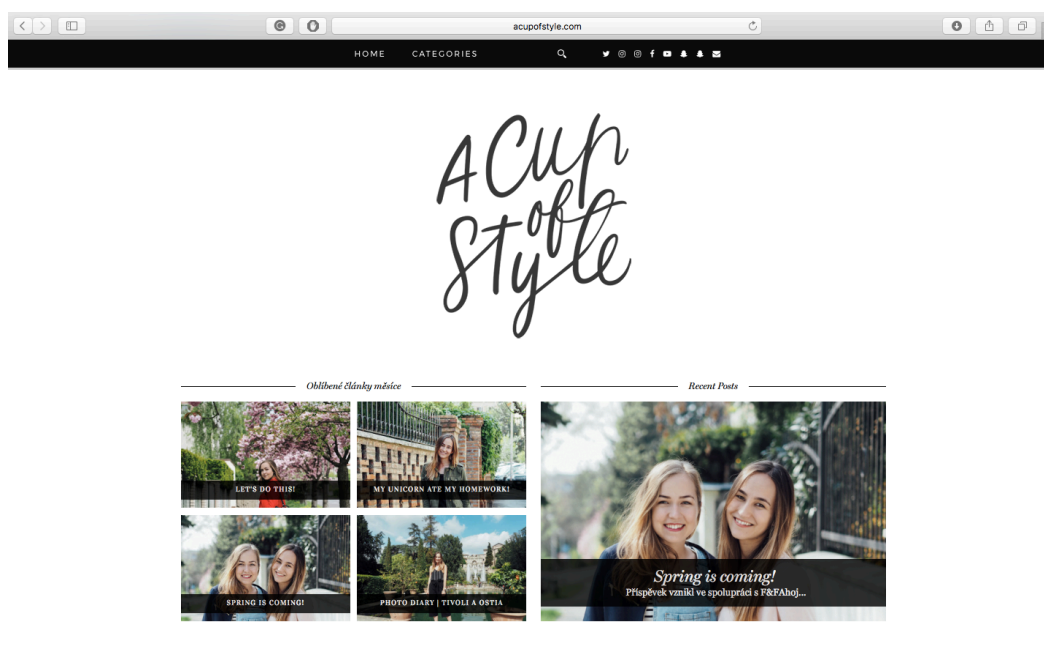 acupofstyle.com
HOME CATEGORIES
A Cup
of
Style
Oblíbené články měsíce
LET'S DO THIS!
MY UNICORN ATE MY HOMEWORK!
SPRING IS COMING!
PHOTO DIARY | TIVOLI A OSTIA
Recent Posts
Spring is coming!
Příspěvek vznikl ve spolupráci s F&FAhoj...